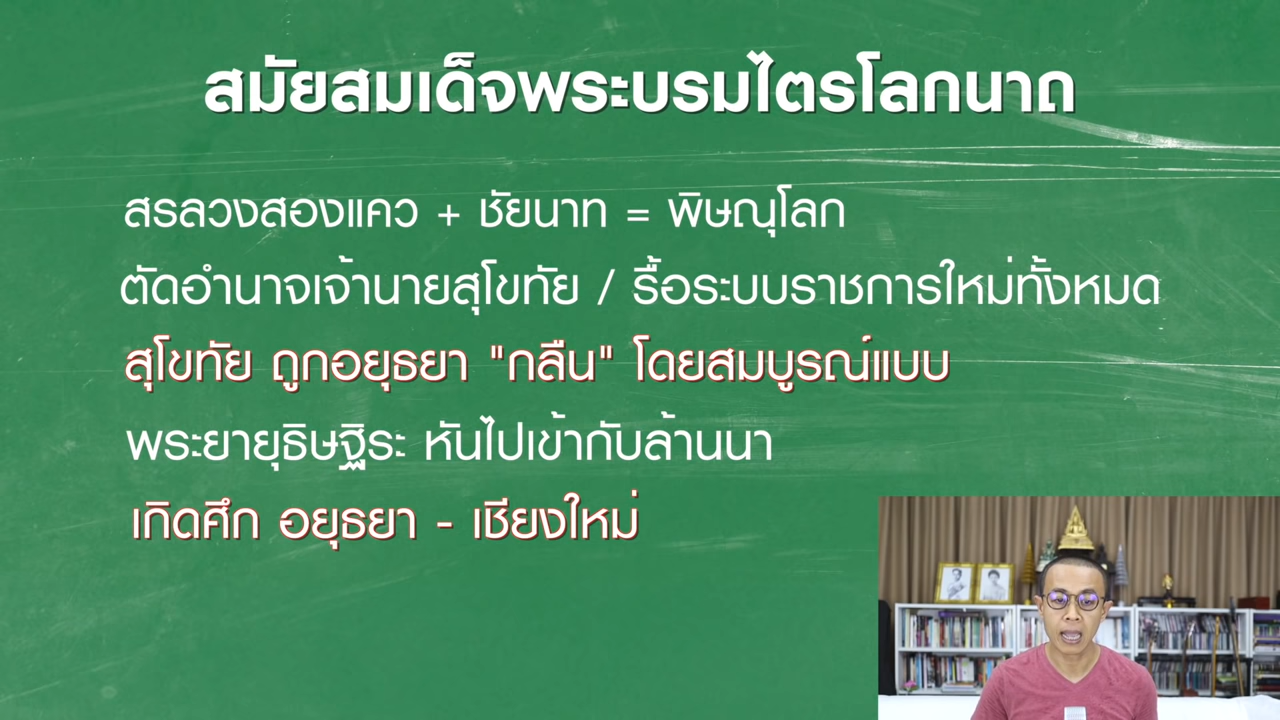 สมัยสมเด็จพระบรมไตรโลกนาถ
สรลวงสองแคว + ชัยนาท = พิษณุโลก
ตัดอำนาจเจ้านายสุโขทัย / รื้อระบบราชการใหม่ทั้งหมด
สุโขทัย ถูกอยุธยา "กลืน" โดยสมบูรณ์แบบ
พระยายุธิษฐิระ หันไปเข้ากับล้านนา
เกิดศึก อยุธยา - เชียงใหม่